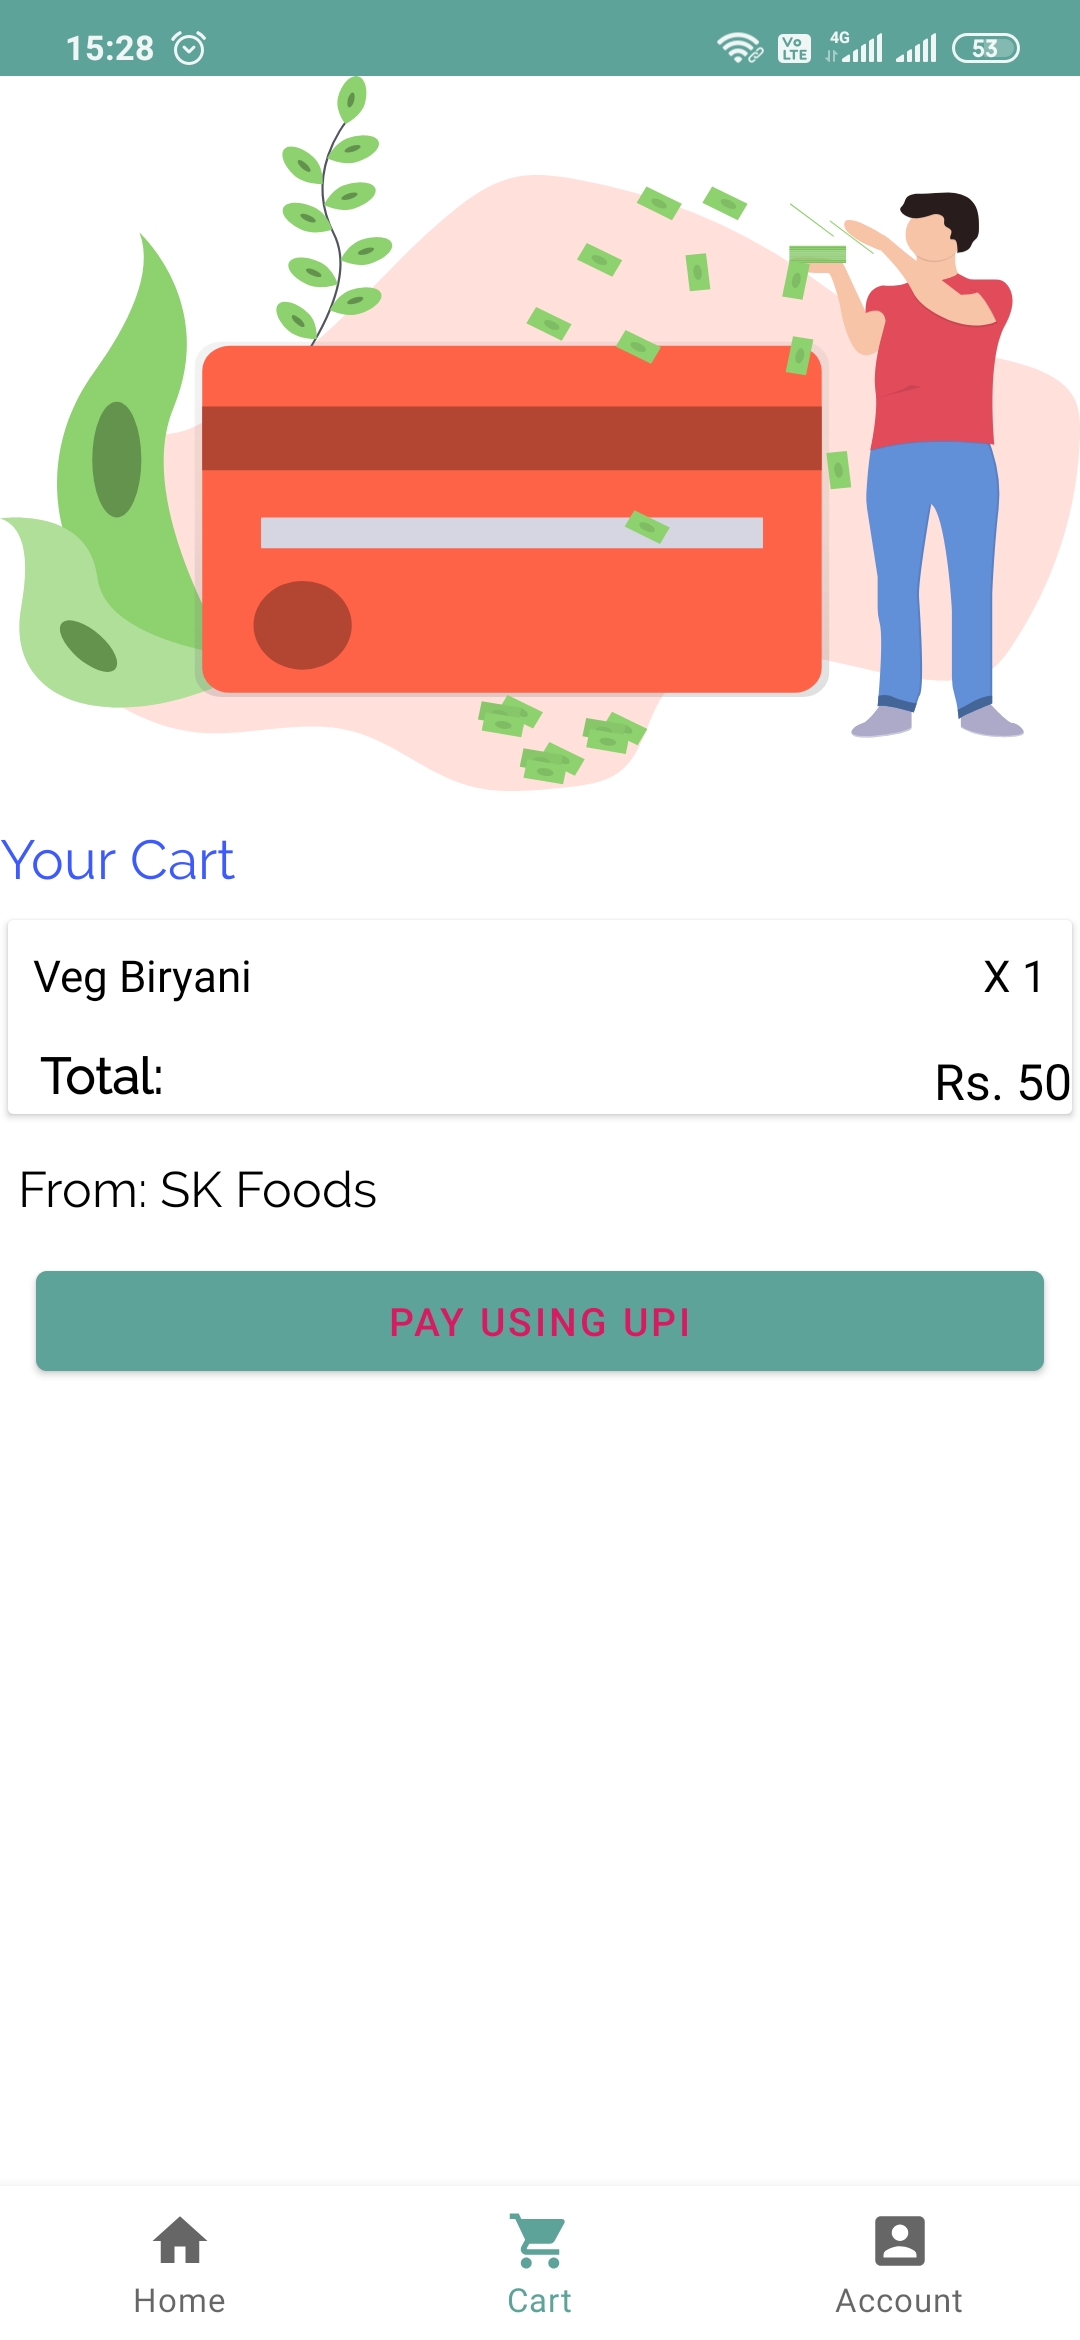 15:28 Vo LTE 4G 53
Your Cart
Veg Biryani X 1
Total: Rs. 50
From: SK Foods
PAY USING UPI
Home Cart Account